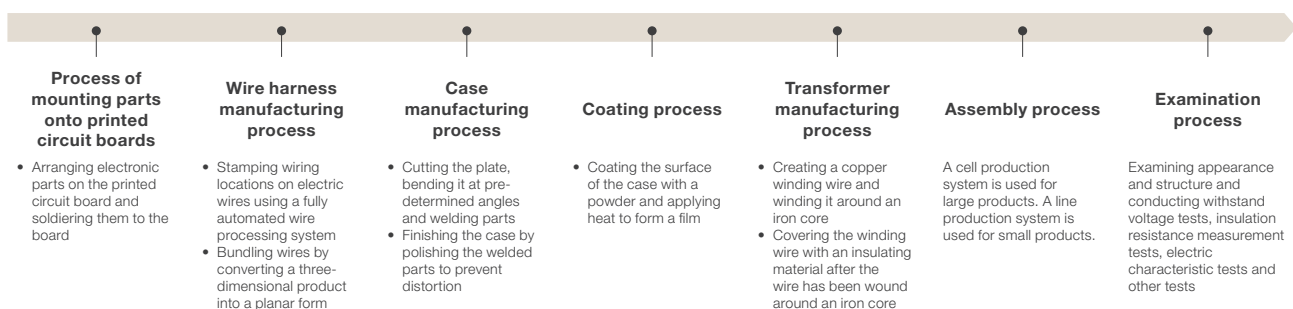 Process of
mounting parts
onto printed
circuit boards
• Arranging electronic
parts on the printed
circuit board and
soldiering them to the
board
Wire harness
manufacturing
process
• Stamping wiring
locations on electric
wires using a fully
automated wire
processing system
• Bundling wires by
converting a three-
dimensional product
into a planar form
Case
manufacturing
process
• Cutting the plate,
bending it at pre-
determined angles
and welding parts
• Finishing the case by
polishing the welded
parts to prevent
distortion
Coating process
• Coating the surface
of the case with a
powder and applying
heat to form a film
Transformer
manufacturing
process
• Creating a copper
winding wire and
winding it around an
iron core
• Covering the winding
wire with an insulating
material after the
wire has been wound
around an iron core
Assembly process
A cell production
system is used for
large products. A line
production system is
used for small products.
Examination
process
Examining appearance
and structure and
conducting withstand
voltage tests, insulation
resistance measurement
tests, electric
characteristic tests and
other tests